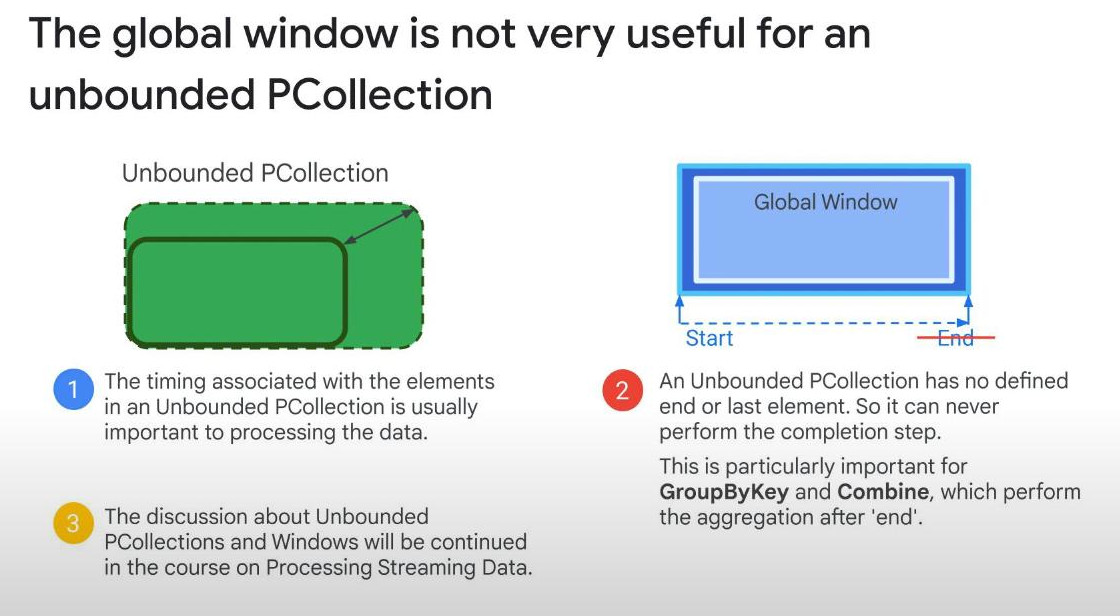 The global window is not very useful for an
unbounded PCollection
Unbounded PCollection
Global Window
Start
End
1
The timing associated with the elements
in an Unbounded PCollection is usually
important to processing the data.
2
An Unbounded PCollection has no defined
end or last element. So it can never
perform the completion step.
This is particularly important for
GroupByKey and Combine, which perform
the aggregation after 'end'.
3
The discussion about Unbounded
PCollections and Windows will be continued
in the course on Processing Streaming Data.